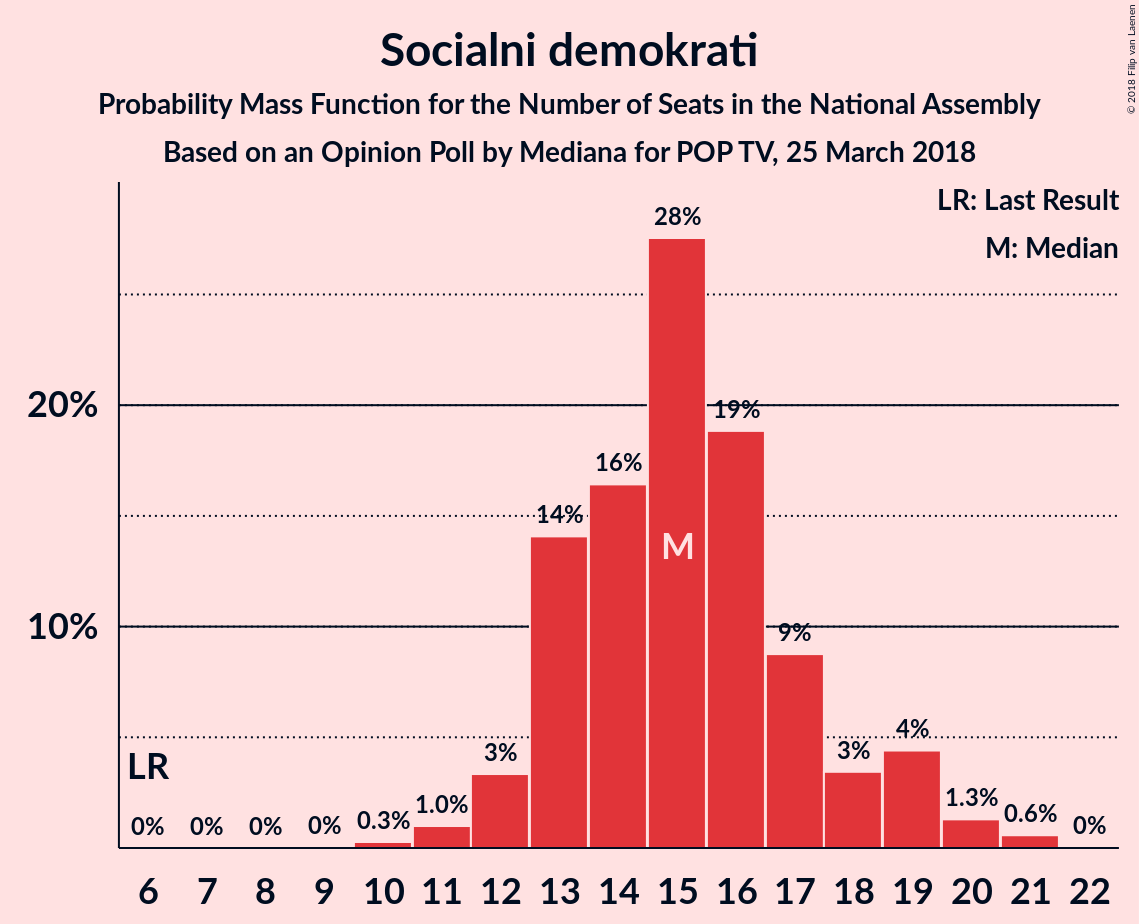 Socialni demokrati
Probability Mass Function for the Number of Seats in the National Assembly
Based on an Opinion Poll by Mediana for POP TV, 25 March 2018
© 2018 Filip van Laenen
LR: Last Result
M: Median
20%
10%
LR
M
0% 0% 0% 0% 0.3% 1.0% 3% 14% 16% 28% 19% 9% 3% 4% 1.3% 0.6% 0%
6 7 8 9 10 11 12 13 14 15 16 17 18 19 20 21 22